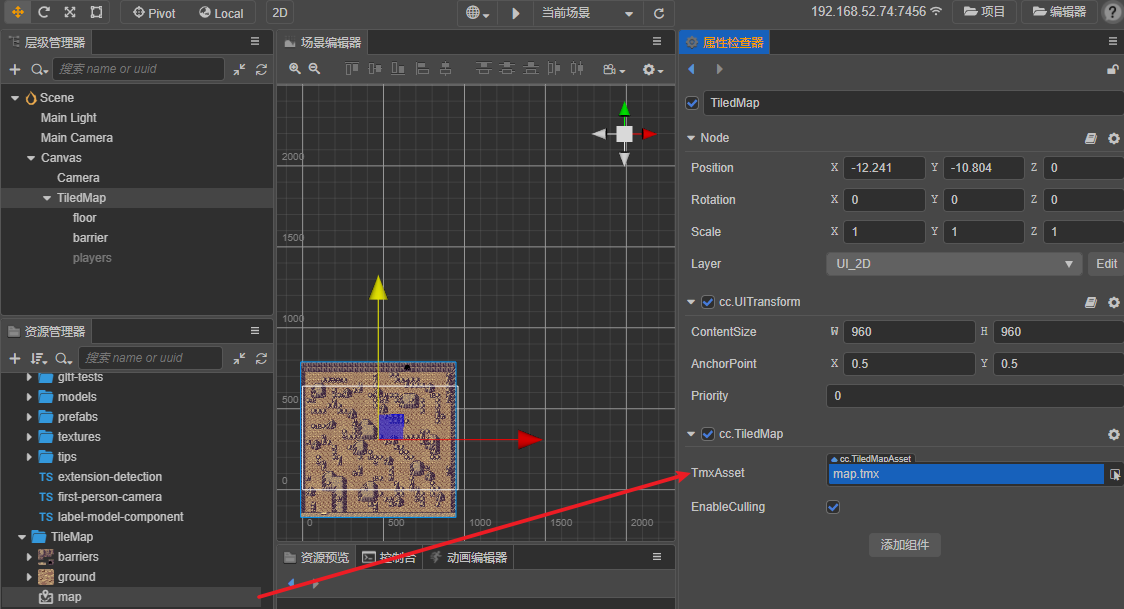 Pivot Local 2D 当前场景 192.168.52.74:7456 项目 编辑器
层级管理器
搜索 name or uuid
Scene
Main Light
Main Camera
Canvas
Camera
TiledMap
floor
barrier
players
资源管理器
搜索 name or uuid
gltf-tests
models
prefabs
textures
tips
TS extension-detection
TS first-person-camera
TS label-model-component
TileMap
barriers
ground
map
场景编辑器
2000
1500
1000
500
0
0 500 1000 1500 2000
资源预览 控制台 动画编辑器
属性检查器
TiledMap
Node
Position X -12.241 Y -10.804 Z 0
Rotation X 0 Y 0 Z 0
Scale X 1 Y 1 Z 1
Layer UI_2D Edit
cc.UITransform
ContentSize W 960 H 960
AnchorPoint X 0.5 Y 0.5
Priority 0
cc.TiledMap
cc.TiledMapAsset
TmxAsset map.tmx
EnableCulling
添加组件